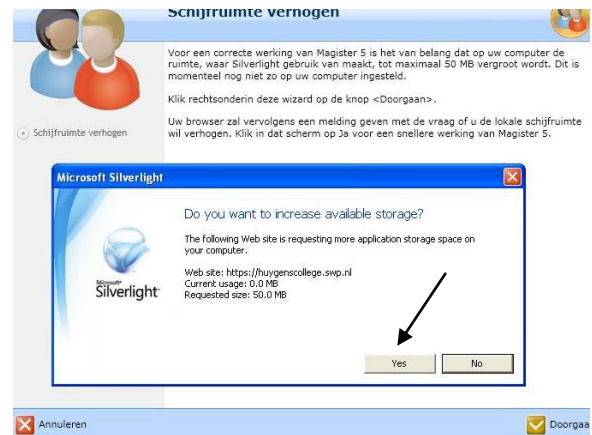 Schijfruimte verhogen
Voor een correcte werking van Magister 5 is het van belang dat op uw computer de
ruimte, waar Silverlight gebruik van maakt, tot maximaal 50 MB vergroot wordt. Dit is
momenteel nog niet zo op uw computer ingesteld.
Klik rechtsonderin deze wizard op de knop <Doorgaan>.
Uw browser zal vervolgens een melding geven met de vraag of u de lokale schijfruimte
wil verhogen. Klik in dat scherm op Ja voor een snellere werking van Magister 5.
Schijfruimte verhogen
Microsoft Silverlight
Do you want to increase available storage?
The following Web site is requesting more application storage space on
your computer.
Web site: https://huygenscollege.swp.nl
Current usage: 0.0 MB
Requested size: 50.0 MB
Microsoft
Silverlight
Yes
No
Annuleren
Doorgaa